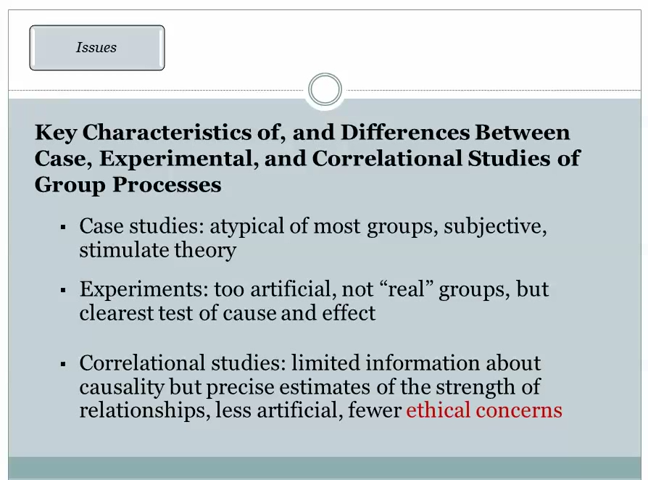 Issues
Key Characteristics of, and Differences Between
Case, Experimental, and Correlational Studies of
Group Processes
▪ Case studies: atypical of most groups, subjective,
stimulate theory
▪ Experiments: too artificial, not “real” groups, but
clearest test of cause and effect
▪ Correlational studies: limited information about
causality but precise estimates of the strength of
relationships, less artificial, fewer ethical concerns